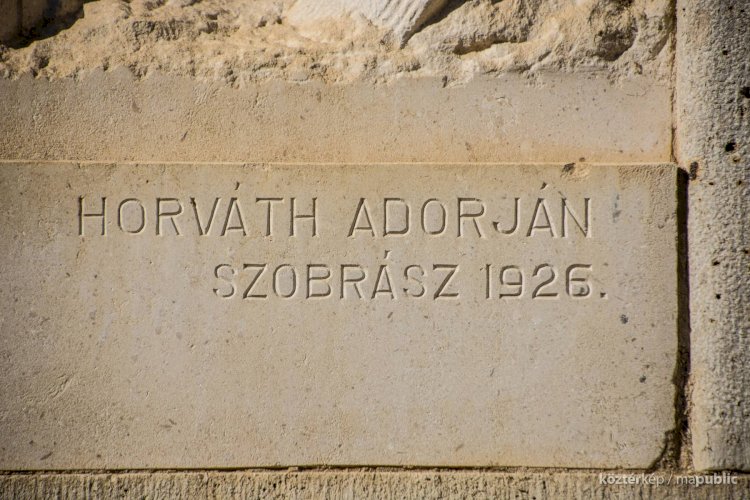 HORVÁTH ADORJÁN
SZOBRÁSZ 1926.
köztérkép / mapublic